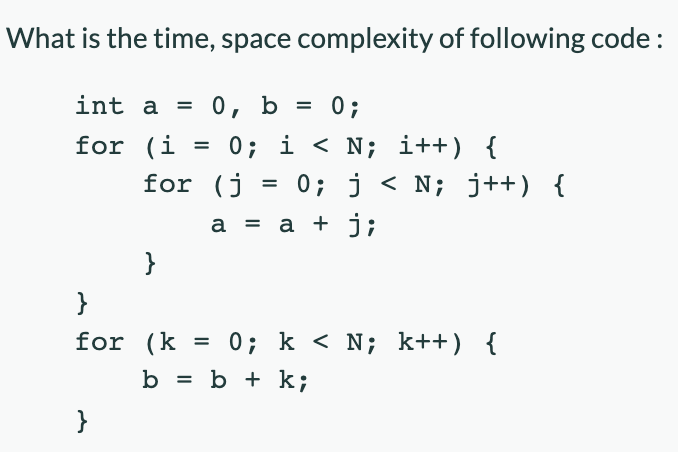 What is the time, space complexity of following code :
int a = 0, b = 0;
for (i = 0; i < N; i++) {
for (j = 0; j < N; j++) {
a = a + j;
}
}
for (k = 0; k < N; k++) {
b = b + k;
}